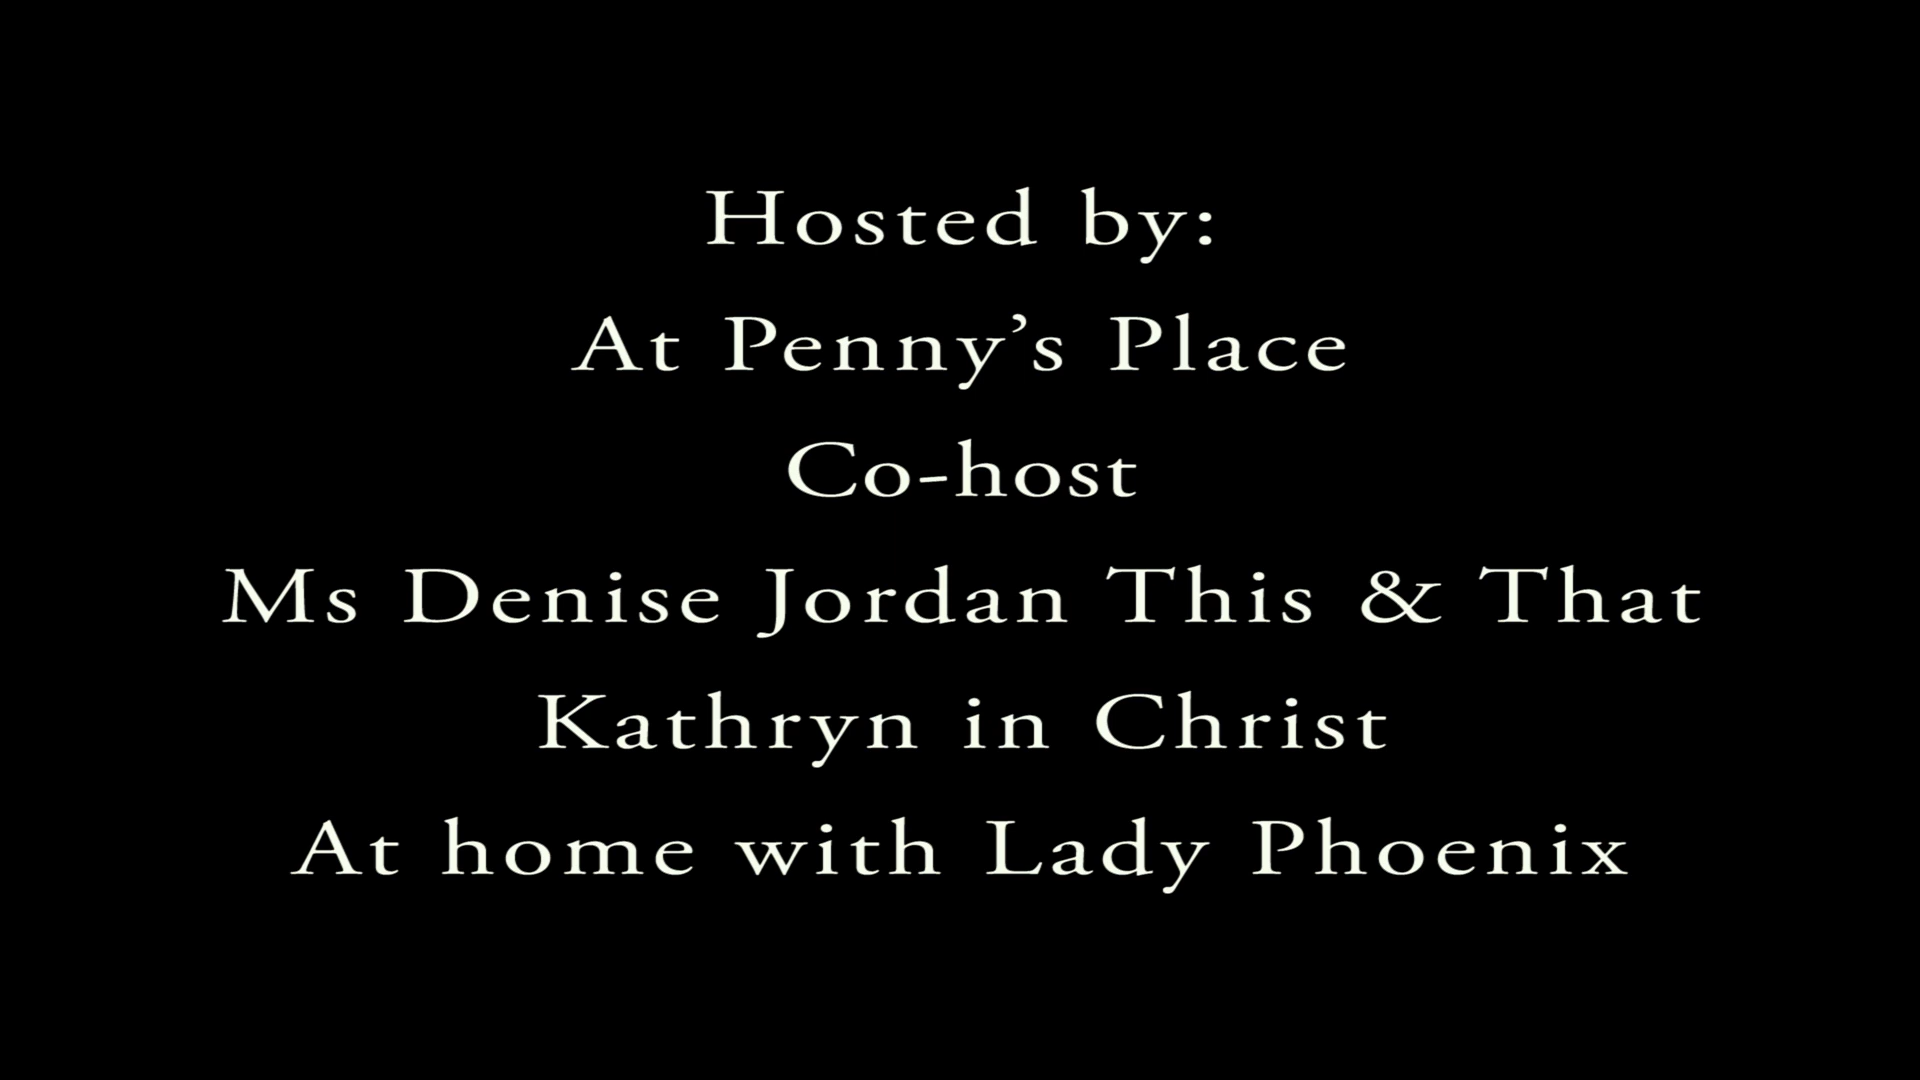 Hosted by:
At Penny’s Place
Co-host
Ms Denise Jordan This & That
Kathryn in Christ
At home with Lady Phoenix